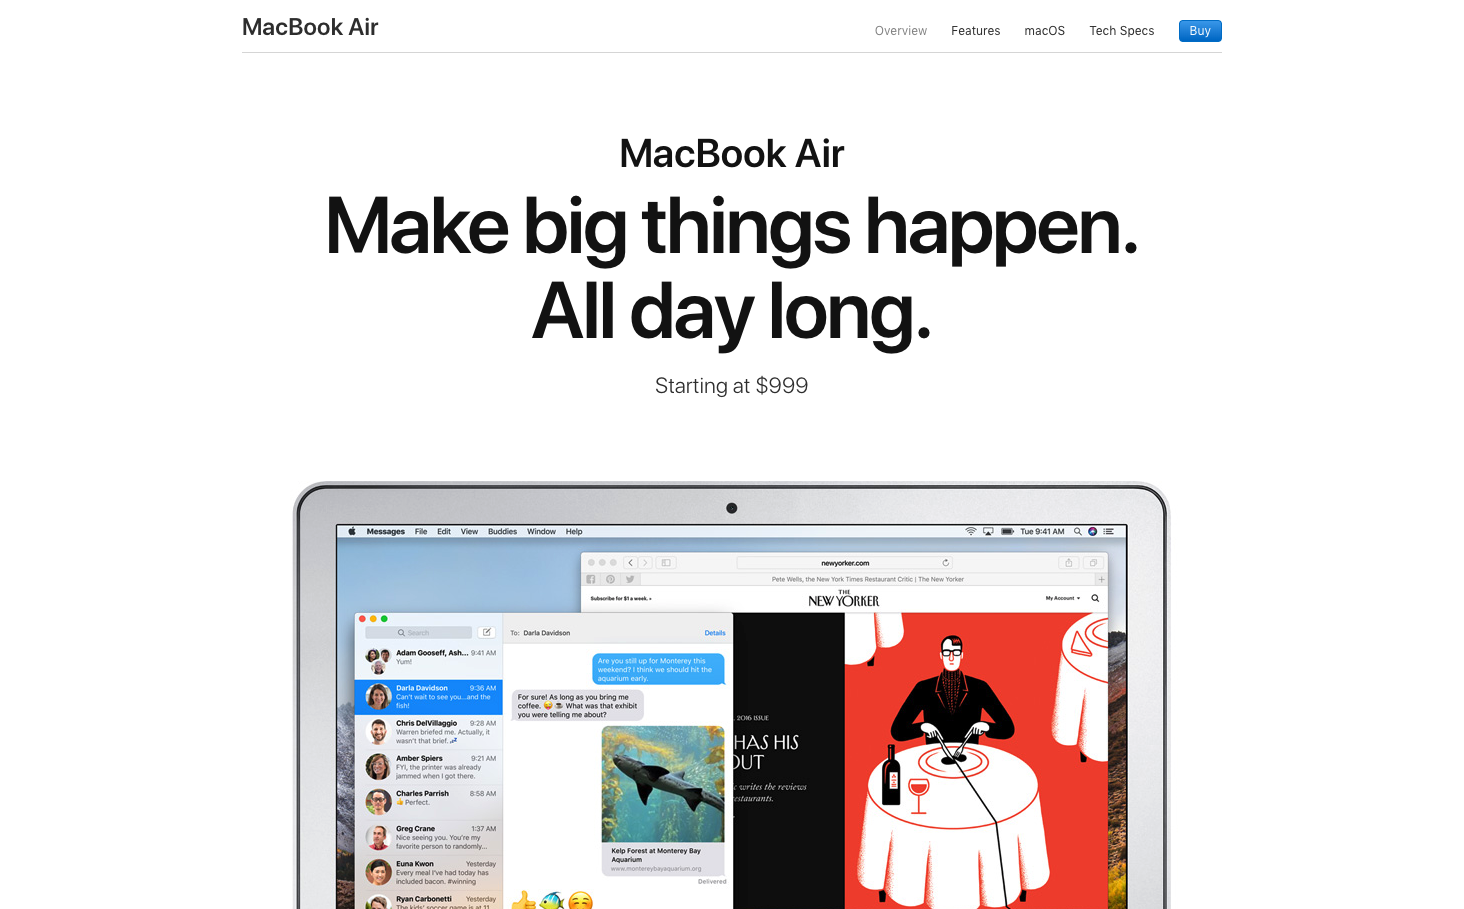 MacBook Air
Overview
Features
macOS
Tech Specs
Buy
MacBook Air
Make big things happen.
All day long.
Starting at $999
Messages File Edit View Buddies Window Help
Tue 9:41 AM
newyorker.com
Pete Wells, the New York Times Restaurant Critic | The New Yorker
Subscribe for $1 a week. »
THE
NEW YORKER
My Account
Search
To: Darla Davidson
Details
Adam Gooseff, Ash... 9:41 AM
Yum!
Darla Davidson 9:36 AM
Can't wait to see you...and the
fish!
Chris DelVillaggio 9:28 AM
Warren briefed me. Actually, it
wasn't that brief. 💤
Amber Spiers 9:21 AM
FYI, the printer was already
jammed when I got there.
Charles Parrish 8:58 AM
👍 Perfect.
Greg Crane 1:37 AM
Nice seeing you. You're my
favorite person to randomly...
Euna Kwon Yesterday
Every meal I've had today has
included bacon. #winning
Ryan Carbonetti Yesterday
The kids' soccer game is at 11
Are you still up for Monterey this
weekend? I think we should hit the
aquarium early.
For sure! As long as you bring me
coffee. 😜 ☕ What was that exhibit
you were telling me about?
Kelp Forest at Monterey Bay
Aquarium
www.montereybayaquarium.org
Delivered
2016 ISSUE
HAS HIS
OUT
writes the reviews
restaurants.